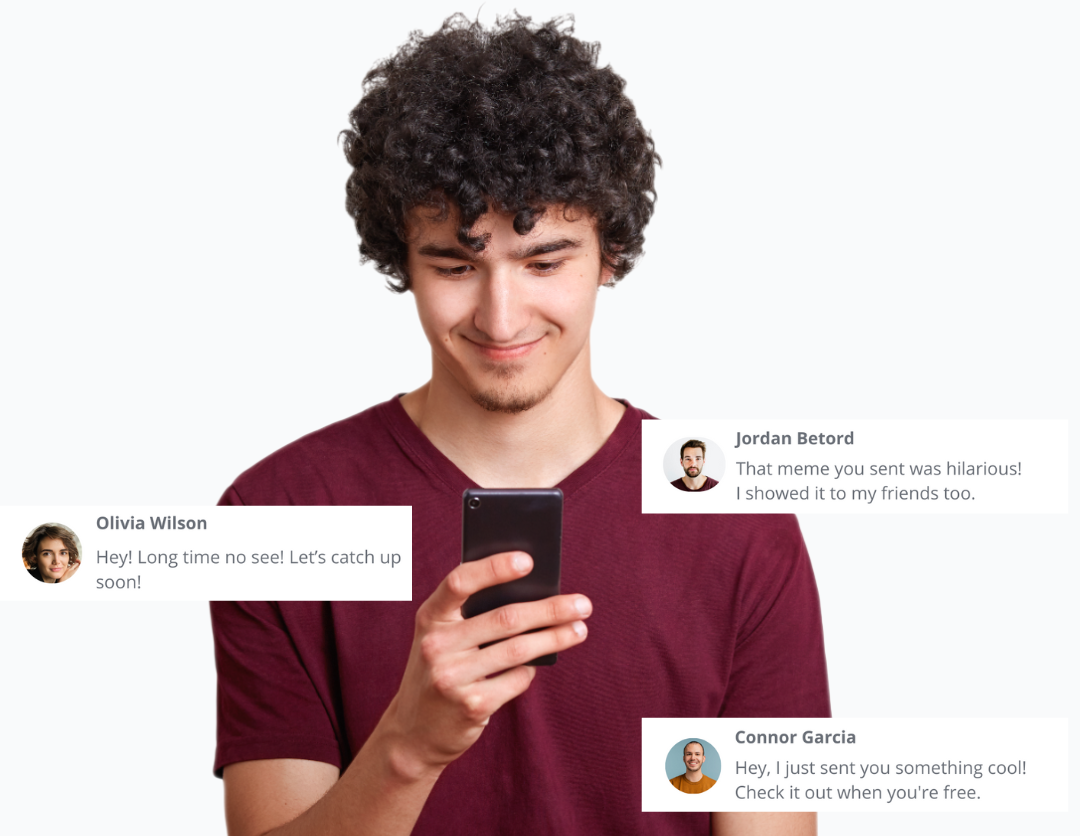 Jordan Betord
That meme you sent was hilarious!
I showed it to my friends too.
Olivia Wilson
Hey! Long time no see! Let’s catch up
soon!
Connor Garcia
Hey, I just sent you something cool!
Check it out when you're free.